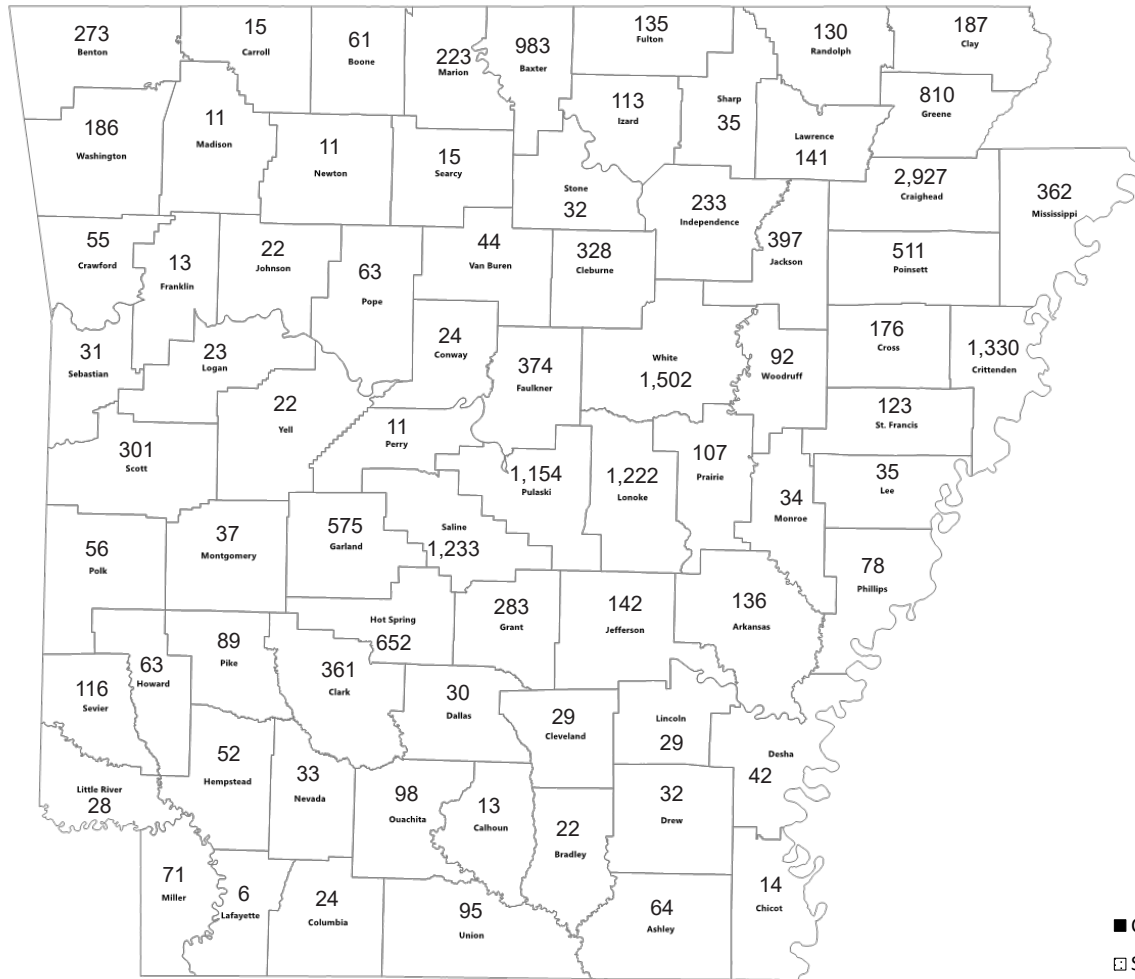 273
Benton
15
Carroll
61
Boone
223
Marion
983
Baxter
135
Fulton
130
Randolph
187
Clay
186
Washington
11
Madison
11
Newton
15
Searcy
113
Izard
Sharp
35
Lawrence
141
810
Greene
Stone
32
233
Independence
397
Jackson
2,927
Craighead
362
Mississippi
55
Crawford
13
Franklin
22
Johnson
63
Pope
44
Van Buren
328
Cleburne
511
Poinsett
31
Sebastian
23
Logan
24
Conway
374
Faulkner
White
1,502
92
Woodruff
176
Cross
1,330
Crittenden
301
Scott
22
Yell
11
Perry
1,154
Pulaski
1,222
Lonoke
107
Prairie
123
St. Francis
34
Monroe
35
Lee
56
Polk
37
Montgomery
575
Garland
Saline
1,233
78
Phillips
63
Howard
89
Pike
Hot Spring
652
283
Grant
142
Jefferson
136
Arkansas
116
Sevier
361
Clark
30
Dallas
29
Cleveland
Lincoln
29
Desha
42
Little River
28
52
Hempstead
33
Nevada
98
Ouachita
13
Calhoun
22
Bradley
32
Drew
71
Miller
6
Lafayette
24
Columbia
95
Union
64
Ashley
14
Chicot